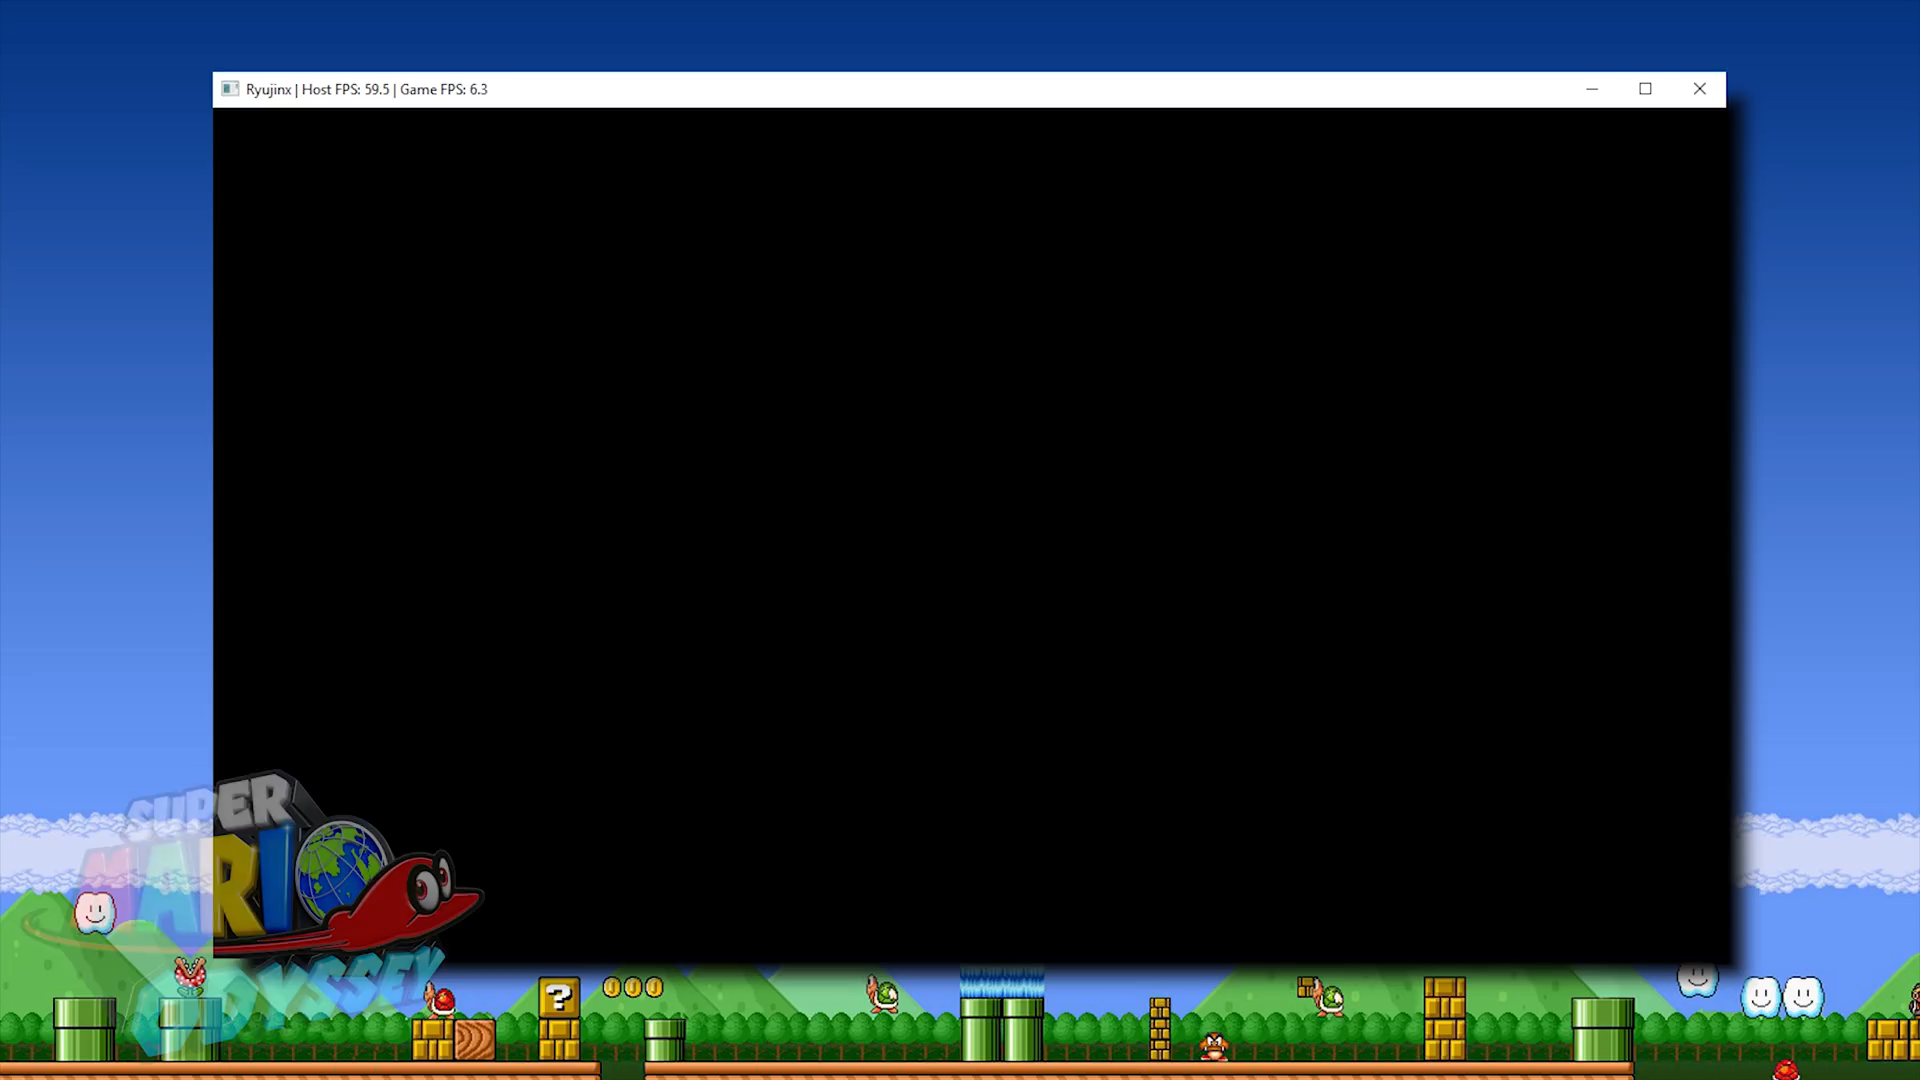 Ryujinx | Host FPS: 59.5 | Game FPS: 6.3
SUPER
MARIO
ODYSSEY
?